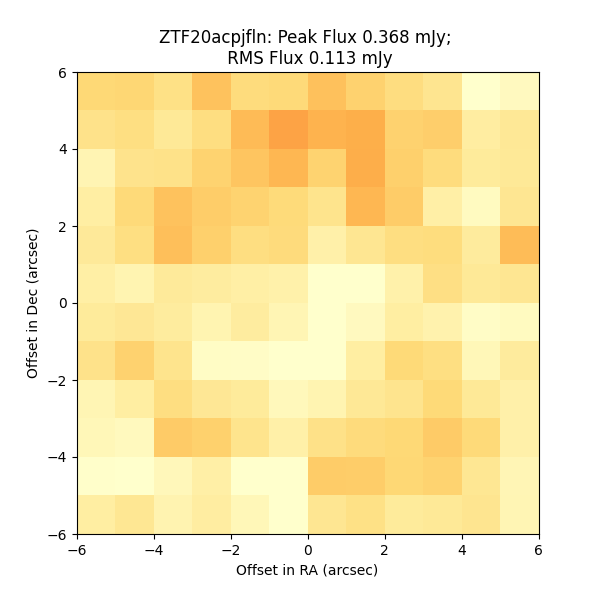 ZTF20acpjfln: Peak Flux 0.368 mJy;
RMS Flux 0.113 mJy
6
4
2
0
−2
−4
−6
Offset in Dec (arcsec)
−6 −4 −2 0 2 4 6
Offset in RA (arcsec)